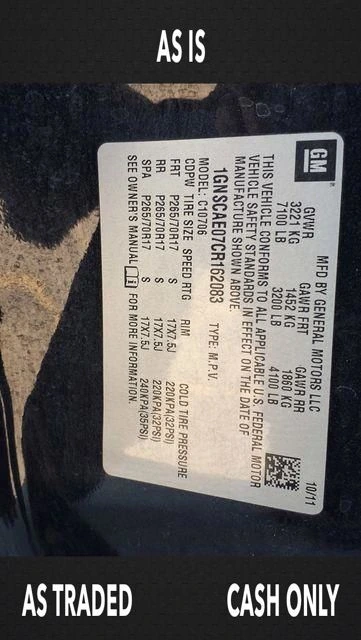 AS IS
GM
MFD BY GENERAL MOTORS LLC 10/11
GVWR GAWR FRT GAWR RR
3221 KG 1452 KG 1860 KG
7100 LB 3200 LB 4100 LB
THIS VEHICLE CONFORMS TO ALL APPLICABLE U.S. FEDERAL MOTOR
VEHICLE SAFETY STANDARDS IN EFFECT ON THE DATE OF
MANUFACTURE SHOWN ABOVE.
1GNSCAE07CR162083 TYPE: M.P.V.
MODEL: C10706
COLD TIRE PRESSURE
CDPW TIRE SIZE SPEED RTG RIM
FRT P265/70R17 S 17X7.5J 220KPA(32PSI)
RR P265/70R17 S 17X7.5J 220KPA(32PSI)
SPA P265/70R17 S 17X7.5J 240KPA(35PSI)
SEE OWNER'S MANUAL i FOR MORE INFORMATION.
AS TRADED CASH ONLY